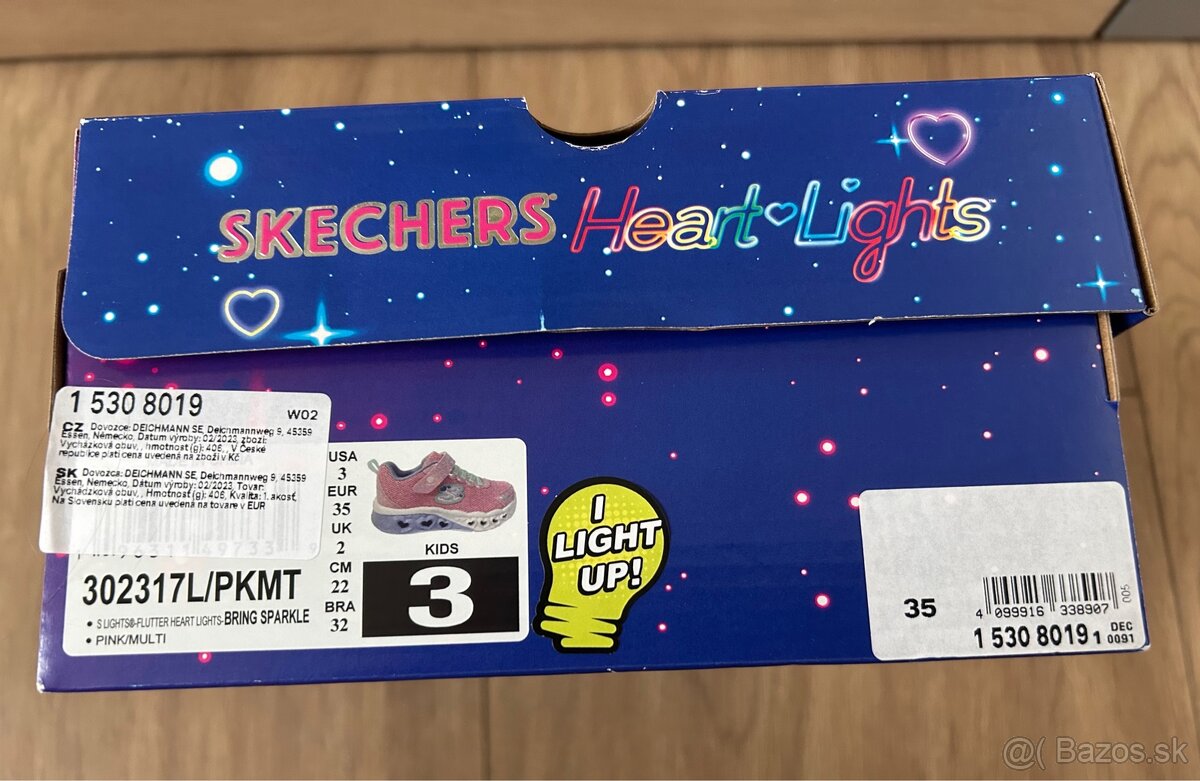 SKECHERS Heart Lights™
1 530 8019
W02
CZ Dovozce: DEICHMANN SE, Deichmannweg 9, 45359
Essen, Německo, Datum výroby: 02/2023, zboží:
Vycházková obuv, , hmotnost (g): 406, , V České
republice platí cena uvedená na zboží v Kč
SK Dovozca: DEICHMANN SE, Deichmannweg 9, 45359
Essen, Nemecko, Dátum výroby: 02/2023, Tovar:
Vychádzková obuv, , Hmotnosť (g): 406, Kvalita: 1. akosť,
Na Slovensku platí cena uvedená na tovare v EUR
302317L/PKMT
• S LIGHTS®-FLUTTER HEART LIGHTS-BRING SPARKLE
• PINK/MULTI
USA
3
EUR
35
UK
2
CM
22
BRA
32
KIDS
3
I
LIGHT
UP!
35
4 099916 338907 005
1 530 8019 1 DEC 0091
@( Bazos.sk